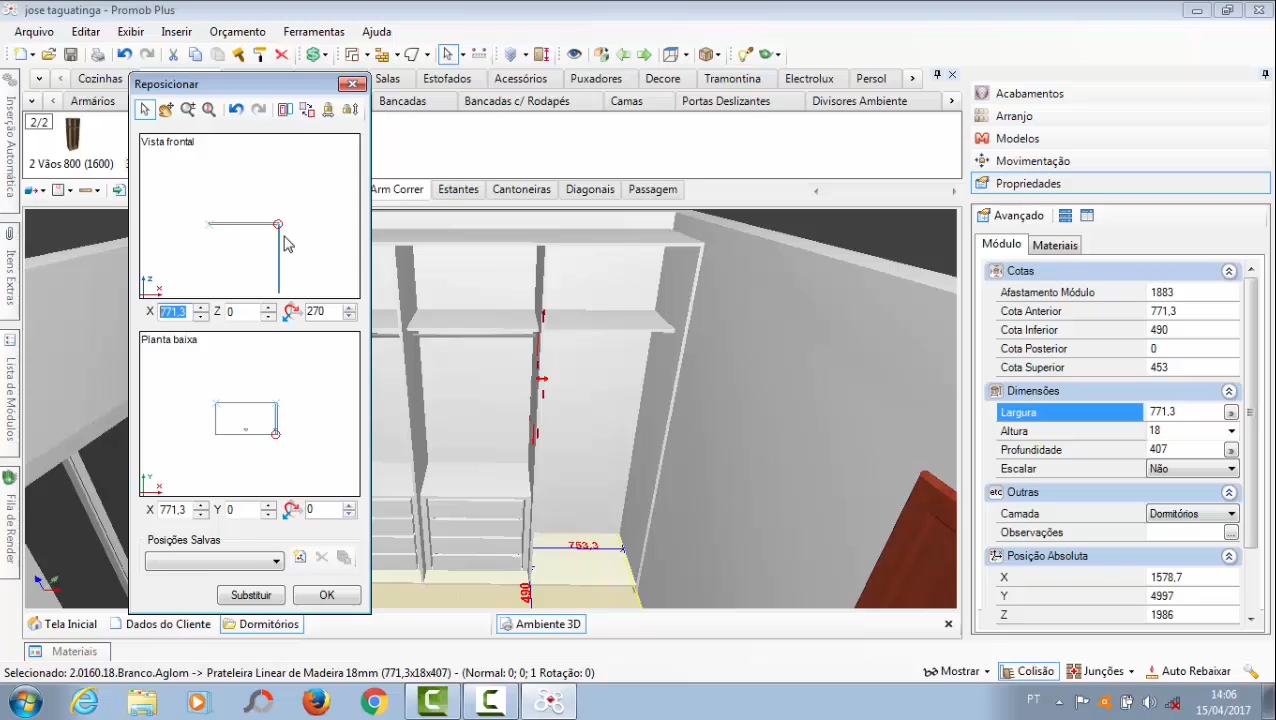 jose taguatinga - Promob Plus
Arquivo Editar Exibir Inserir Orçamento Ferramentas Ajuda
Cozinhas Salas Estofados Acessórios Puxadores Decore Tramontina Electrolux Persol
Armários Bancadas Bancadas c/ Rodapés Camas Portas Deslizantes Divisores Ambiente
2/2
2 Vãos 800 (1600)
Arm Correr Estantes Cantoneiras Diagonais Passagem
Inserção Automática
Itens Extras
Lista de Módulos
Fila de Render
Reposicionar
Vista frontal
Z
X
X 771,3 Z 0 270
Planta baixa
Y
X
X 771,3 Y 0 0
Posições Salvas
Substituir OK
753,3
490
Acabamentos
Arranjo
Modelos
Movimentação
Propriedades
Avançado
Módulo Materiais
Cotas
Afastamento Módulo 1883
Cota Anterior 771,3
Cota Inferior 490
Cota Posterior 0
Cota Superior 453
Dimensões
Largura 771,3
Altura 18
Profundidade 407
Escalar Não
etc Outras
Camada Dormitórios
Observações ...
Posição Absoluta
X 1578,7
Y 4997
Z 1986
Tela Inicial Dados do Cliente Dormitórios Ambiente 3D
Materiais
Selecionado: 2.0160.18.Branco.Aglom -> Prateleira Linear de Madeira 18mm (771,3x18x407) - (Normal: 0; 0; 1 Rotação: 0)
Mostrar Colisão Junções Auto Rebaixar
PT
14:06
15/04/2017